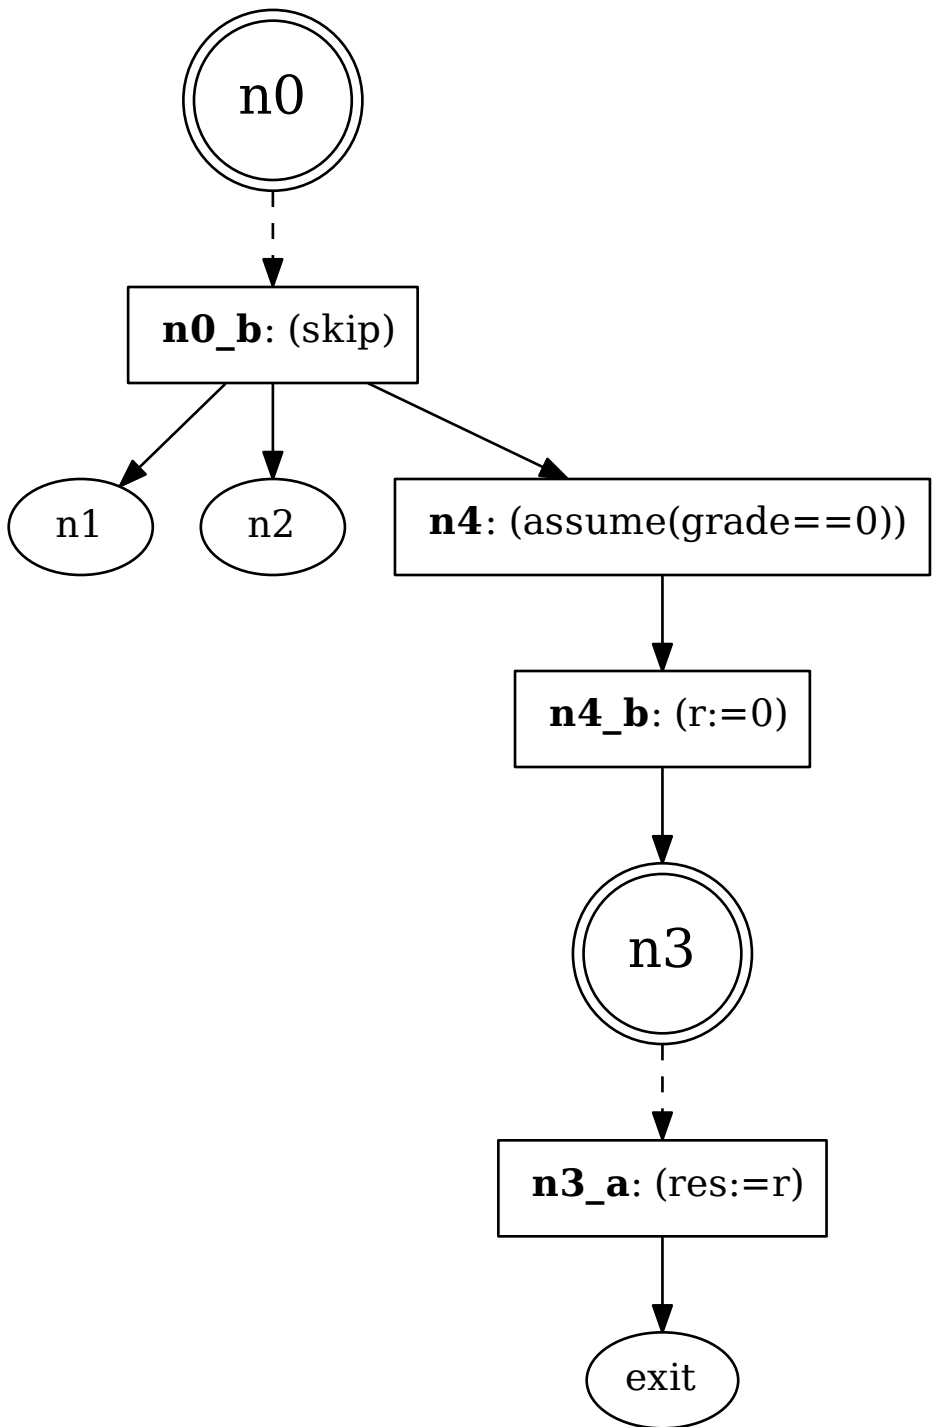 n0
n0_b: (skip)
n1
n2
n4: (assume(grade==0))
n4_b: (r:=0)
n3
n3_a: (res:=r)
exit